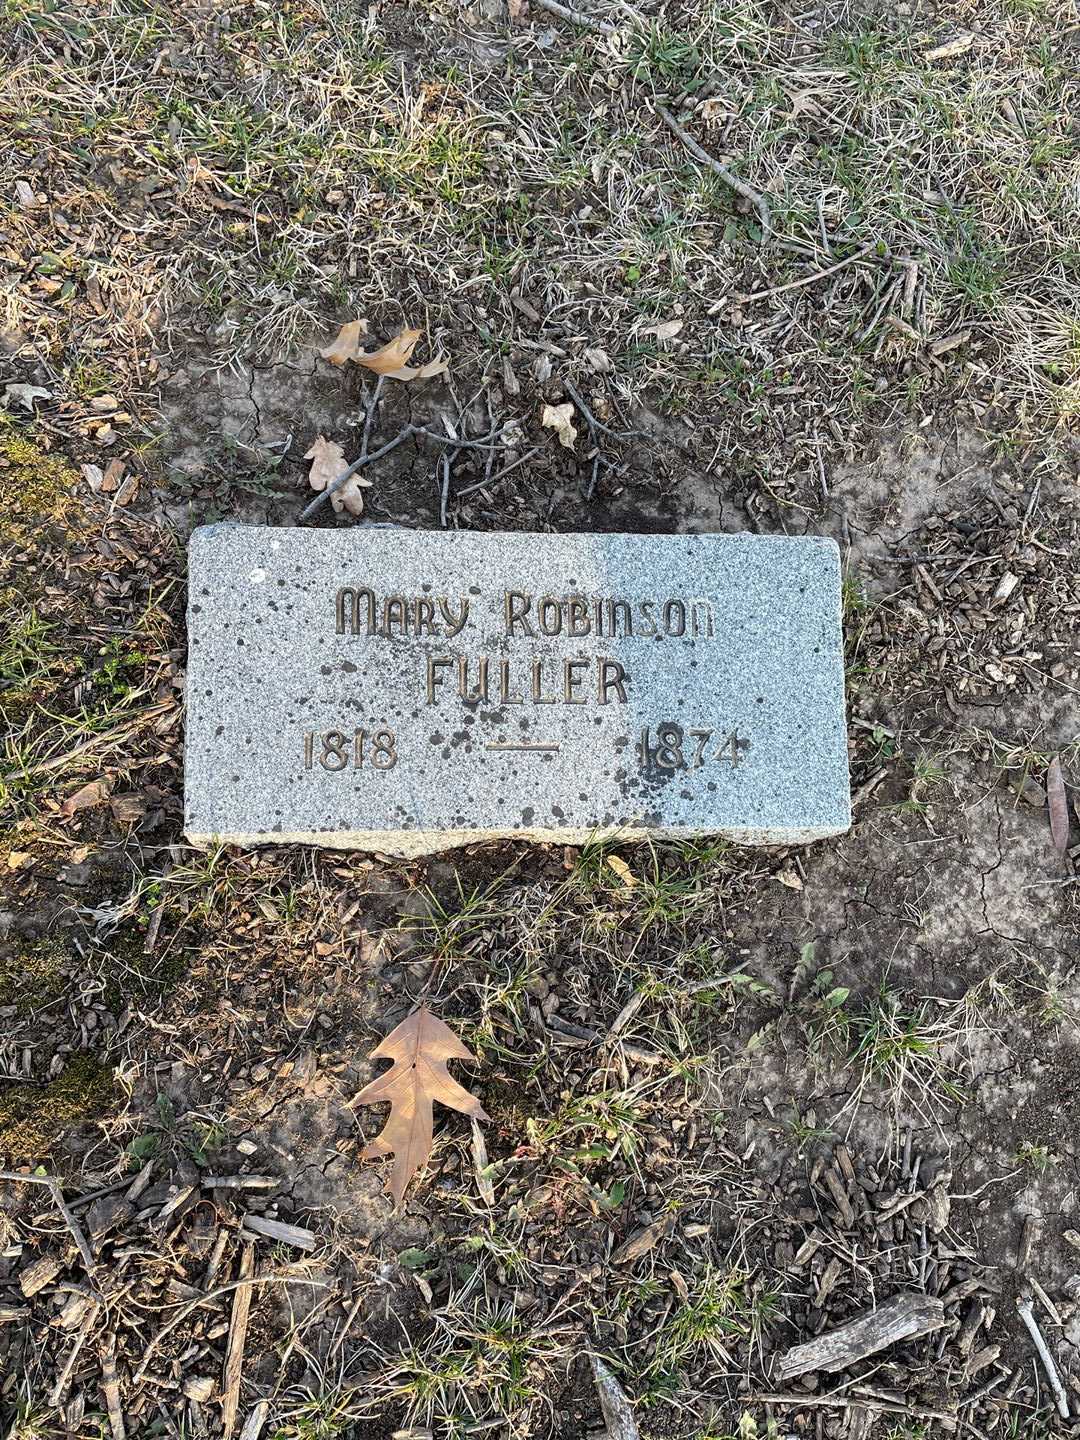 Mary Robinson
FULLER
1818 — 1874